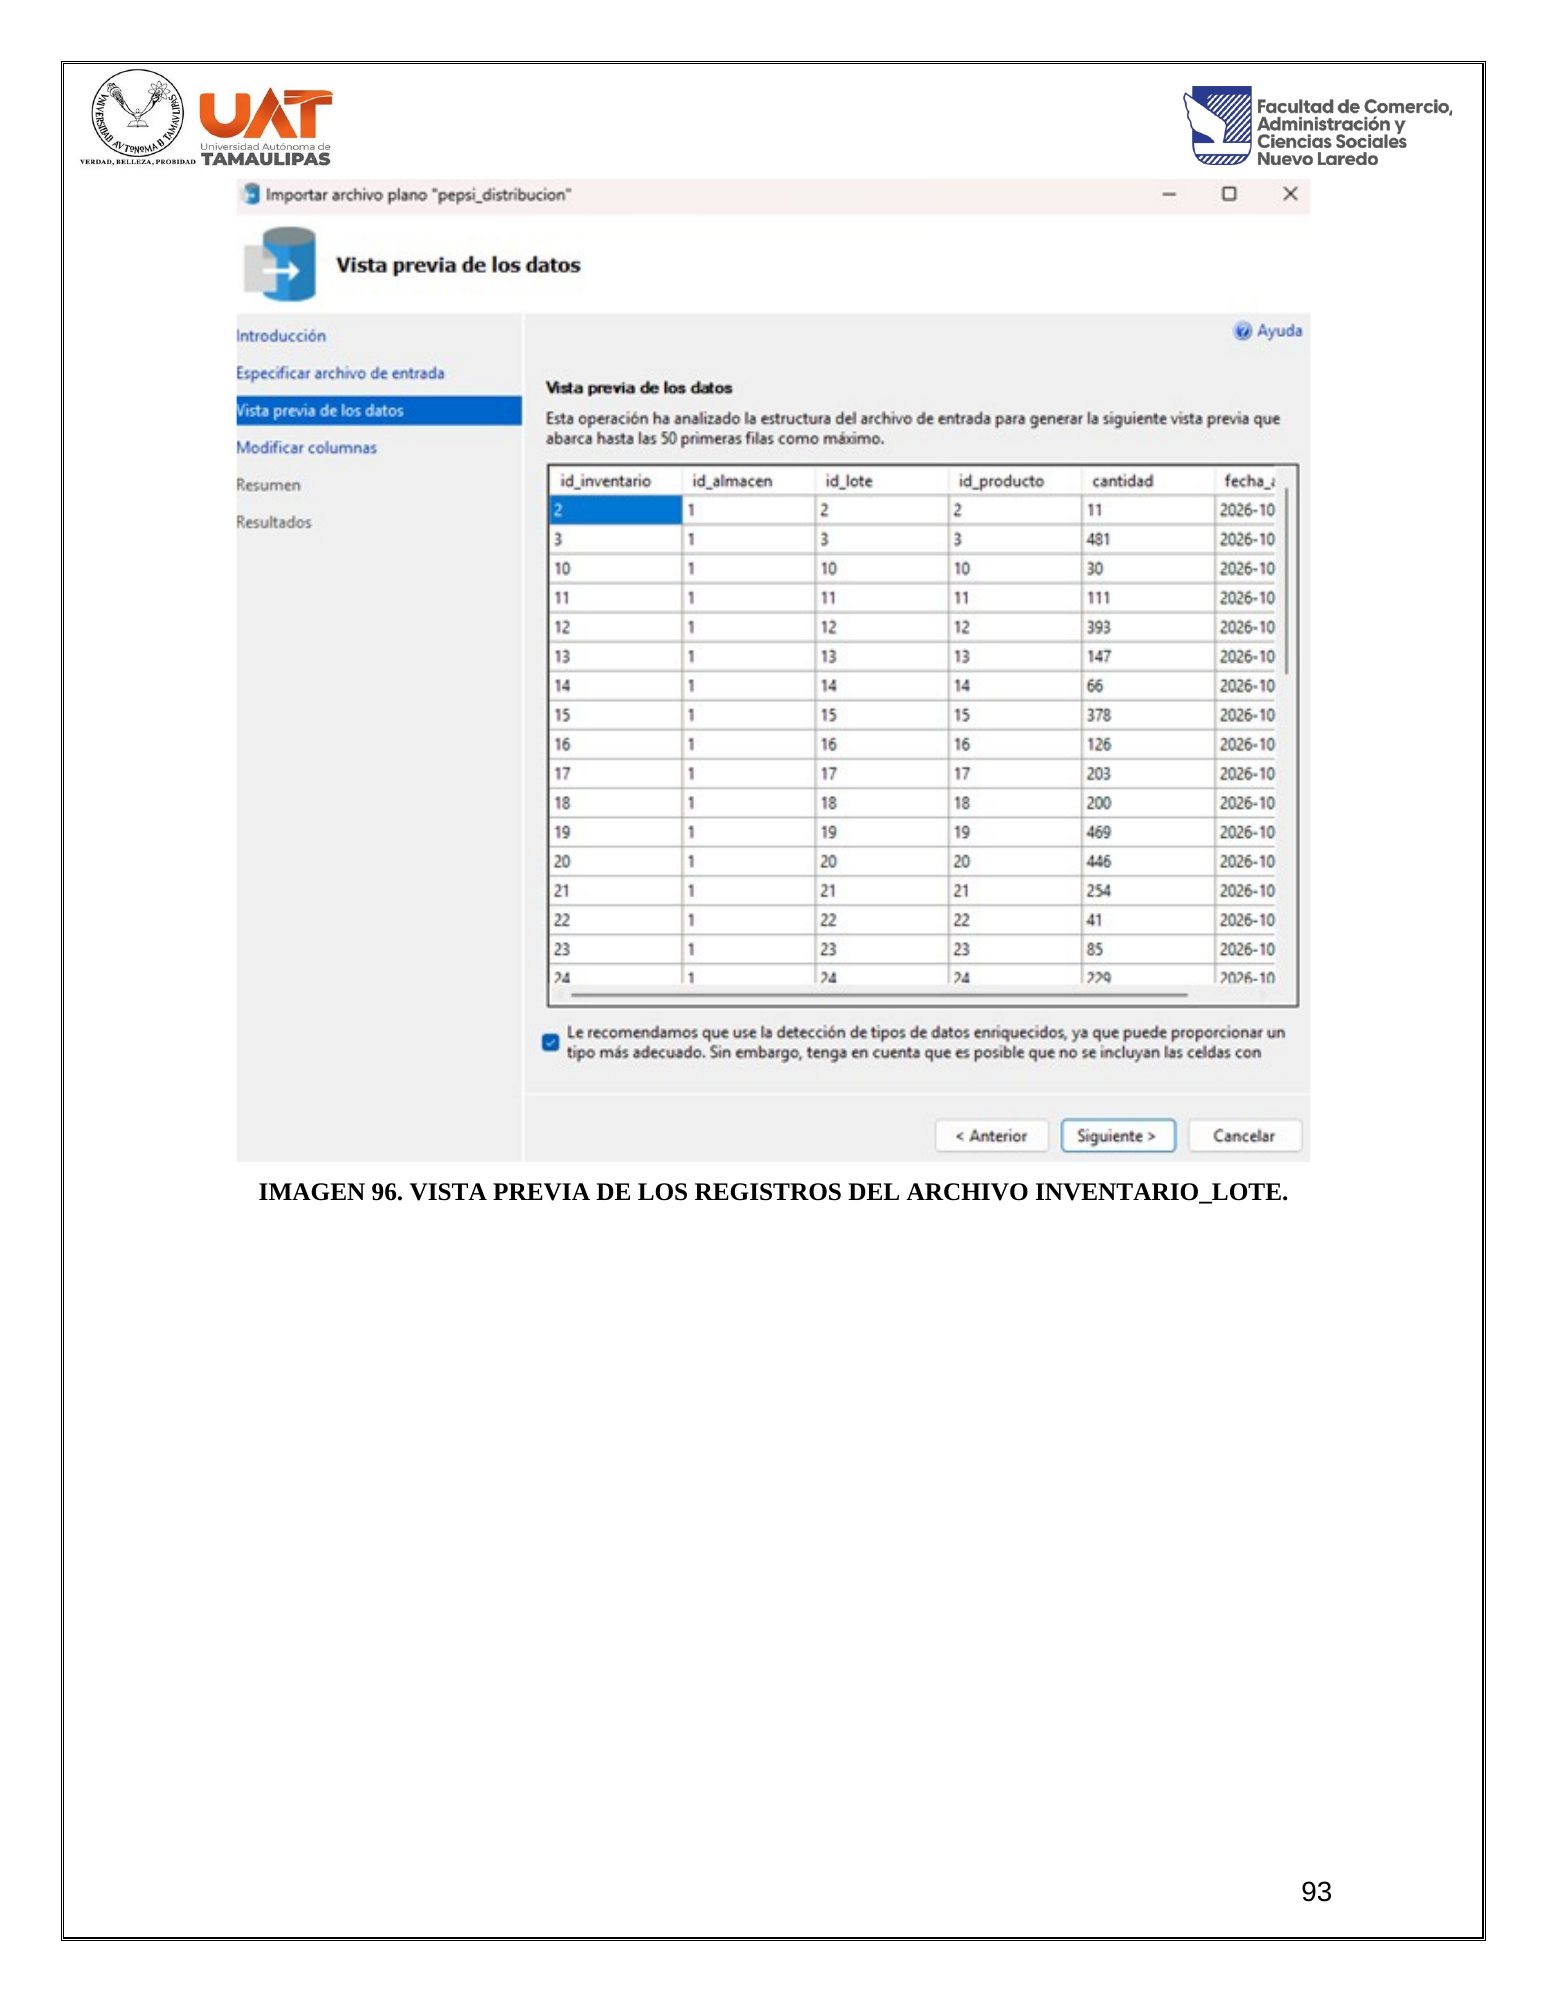 VNIVERSIDAD AVTONOMA D TAMAVLIPAS
VERDAD, BELLEZA, PROBIDAD
UAT
Universidad Autónoma de
TAMAULIPAS
Facultad de Comercio,
Administración y
Ciencias Sociales
Nuevo Laredo
Importar archivo plano "pepsi_distribucion"
Vista previa de los datos
Introducción
Especificar archivo de entrada
Vista previa de los datos
Modificar columnas
Resumen
Resultados
Ayuda
Vista previa de los datos
Esta operación ha analizado la estructura del archivo de entrada para generar la siguiente vista previa que
abarca hasta las 50 primeras filas como máximo.
id_inventario id_almacen id_lote id_producto cantidad fecha_a
2 1 2 2 11 2026-10
3 1 3 3 481 2026-10
10 1 10 10 30 2026-10
11 1 11 11 111 2026-10
12 1 12 12 393 2026-10
13 1 13 13 147 2026-10
14 1 14 14 66 2026-10
15 1 15 15 378 2026-10
16 1 16 16 126 2026-10
17 1 17 17 203 2026-10
18 1 18 18 200 2026-10
19 1 19 19 469 2026-10
20 1 20 20 446 2026-10
21 1 21 21 254 2026-10
22 1 22 22 41 2026-10
23 1 23 23 85 2026-10
24 1 24 24 229 2026-10
Le recomendamos que use la detección de tipos de datos enriquecidos, ya que puede proporcionar un
tipo más adecuado. Sin embargo, tenga en cuenta que es posible que no se incluyan las celdas con
< Anterior Siguiente > Cancelar
IMAGEN 96. VISTA PREVIA DE LOS REGISTROS DEL ARCHIVO INVENTARIO_LOTE.
93